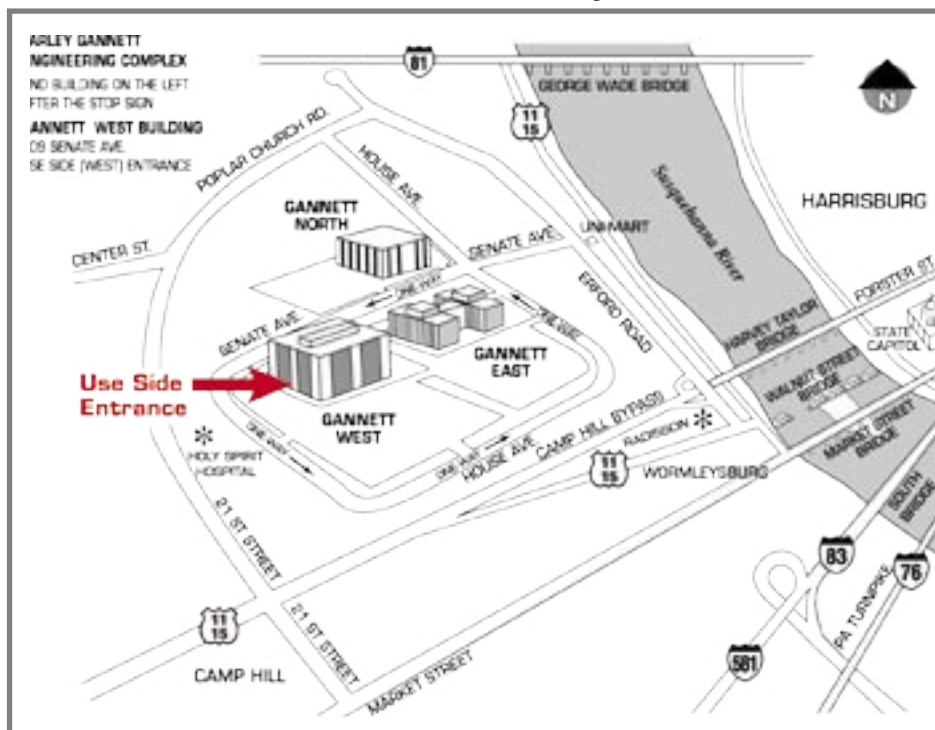 ARLEY GANNETT
NGINEERING COMPLEX
ND BUILDING ON THE LEFT
FTER THE STOP SIGN
ANNETT WEST BUILDING
09 SENATE AVE.
SE SIDE (WEST) ENTRANCE
81
GEORGE WADE BRIDGE
11
15
N
POPLAR CHURCH RD.
HOUSE AVE.
Susquehanna River
HARRISBURG
GANNETT
NORTH
UNI-MART
CENTER ST.
SENATE AVE.
ONE WAY
FORSTER ST.
ERFORD ROAD
HARVEY TAYLOR
BRIDGE
STATE
CAPITOL
SENATE AVE
ONE WAY
GANNETT
EAST
WALNUT STREET
BRIDGE
Use Side
Entrance
GANNETT
WEST
CAMP HILL BYPASS
MARKET STREET
BRIDGE
RADISSON
HOLY SPIRIT
HOSPITAL
ONE WAY
ONE WAY
HOUSE AVE.
11
15
WORMLEYSBURG
SOUTH
BRIDGE
21 ST STREET
83
76
PA TURNPIKE
11
15
21 ST STREET
581
CAMP HILL
MARKET STREET